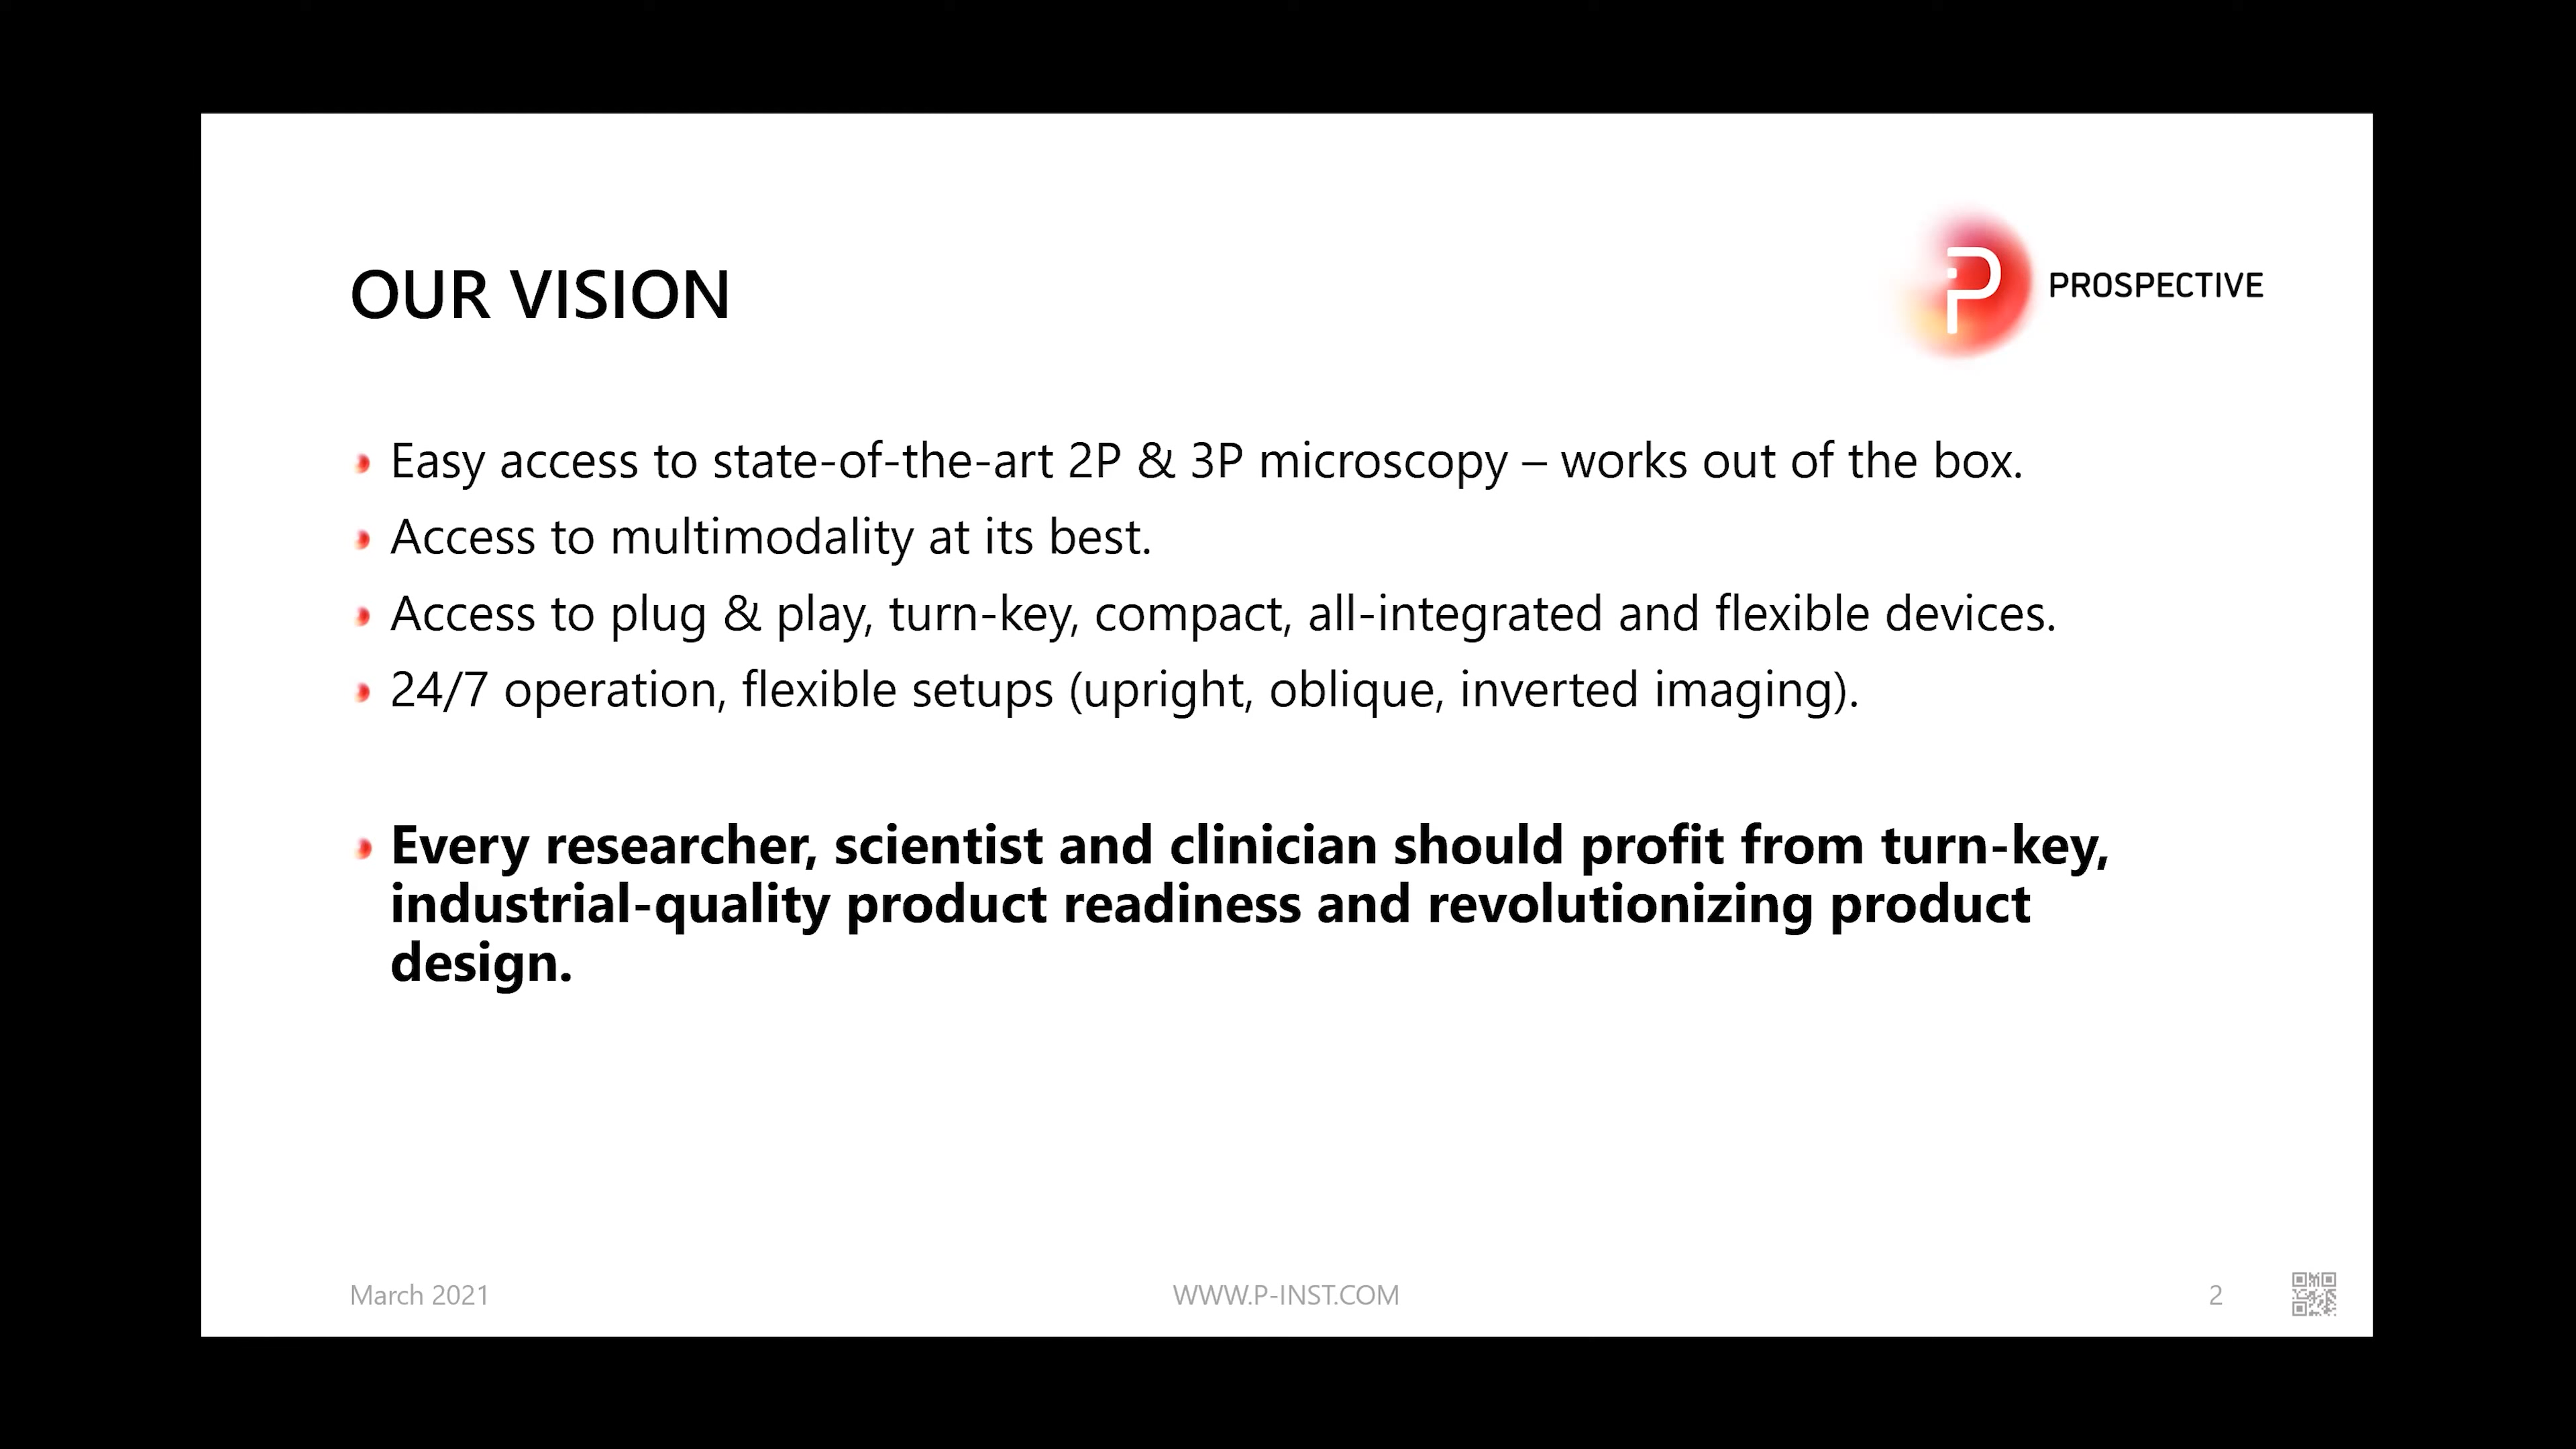 OUR VISION
PROSPECTIVE
Easy access to state-of-the-art 2P & 3P microscopy – works out of the box.
Access to multimodality at its best.
Access to plug & play, turn-key, compact, all-integrated and flexible devices.
24/7 operation, flexible setups (upright, oblique, inverted imaging).
Every researcher, scientist and clinician should profit from turn-key,
industrial-quality product readiness and revolutionizing product
design.
March 2021
WWW.P-INST.COM
2